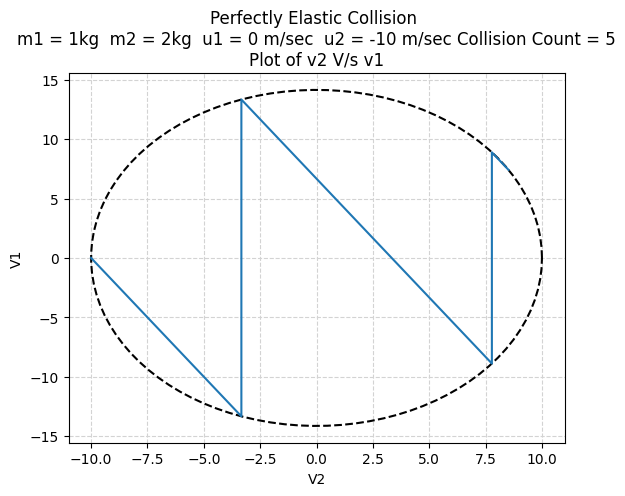 Perfectly Elastic Collision
m1 = 1kg  m2 = 2kg  u1 = 0 m/sec  u2 = -10 m/sec Collision Count = 5
Plot of v2 V/s v1
15
10
5
0
−5
−10
−15
V1
−10.0 −7.5 −5.0 −2.5 0.0 2.5 5.0 7.5 10.0
V2